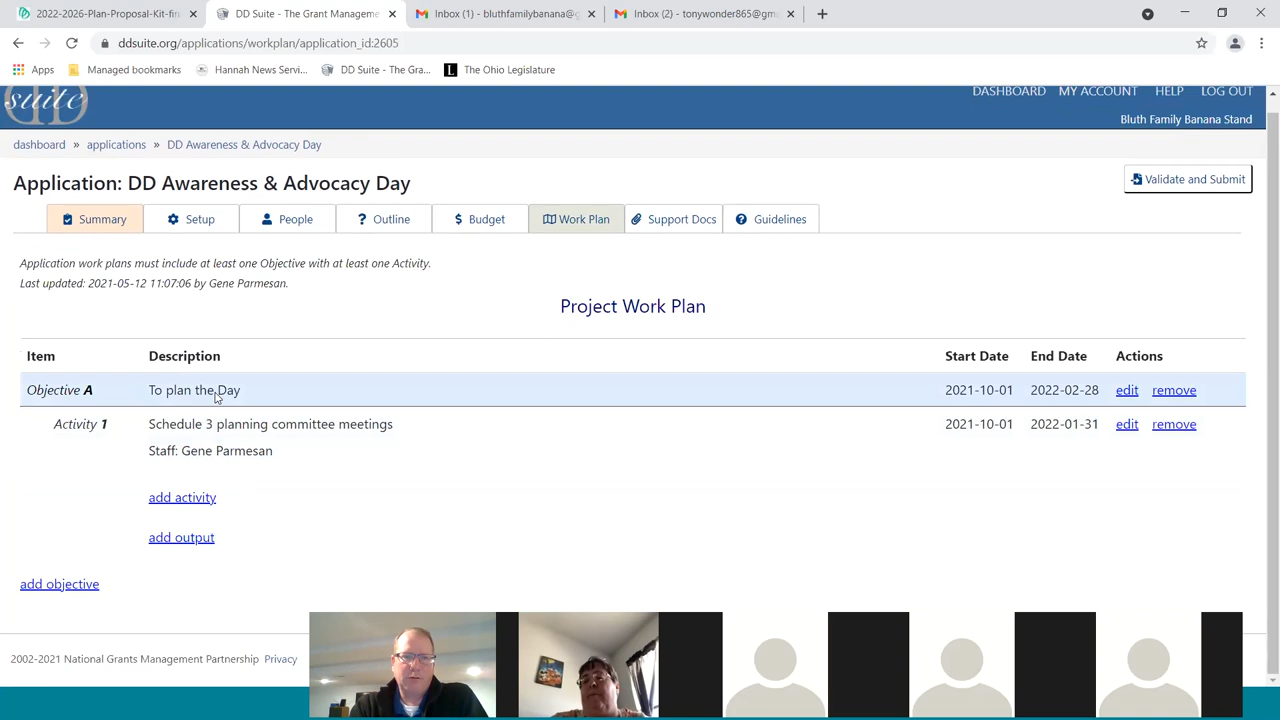 2022-2026-Plan-Proposal-Kit-fin
DD Suite - The Grant Manageme
Inbox (1) - bluthfamilybanana@g
Inbox (2) - tonywonder865@gm
ddsuite.org/applications/workplan/application_id:2605
Apps
Managed bookmarks
Hannah News Servi...
DD Suite - The Gra...
L
The Ohio Legislature
suite
DASHBOARD
MY ACCOUNT
HELP
LOG OUT
Bluth Family Banana Stand
dashboard » applications » DD Awareness & Advocacy Day
Application: DD Awareness & Advocacy Day
Validate and Submit
Summary
Setup
People
? Outline
$ Budget
Work Plan
Support Docs
Guidelines
Application work plans must include at least one Objective with at least one Activity.
Last updated: 2021-05-12 11:07:06 by Gene Parmesan.
Project Work Plan
Item Description Start Date End Date Actions
Objective A To plan the Day 2021-10-01 2022-02-28 edit remove
Activity 1 Schedule 3 planning committee meetings 2021-10-01 2022-01-31 edit remove
Staff: Gene Parmesan
add activity
add output
add objective
2002-2021 National Grants Management Partnership Privacy